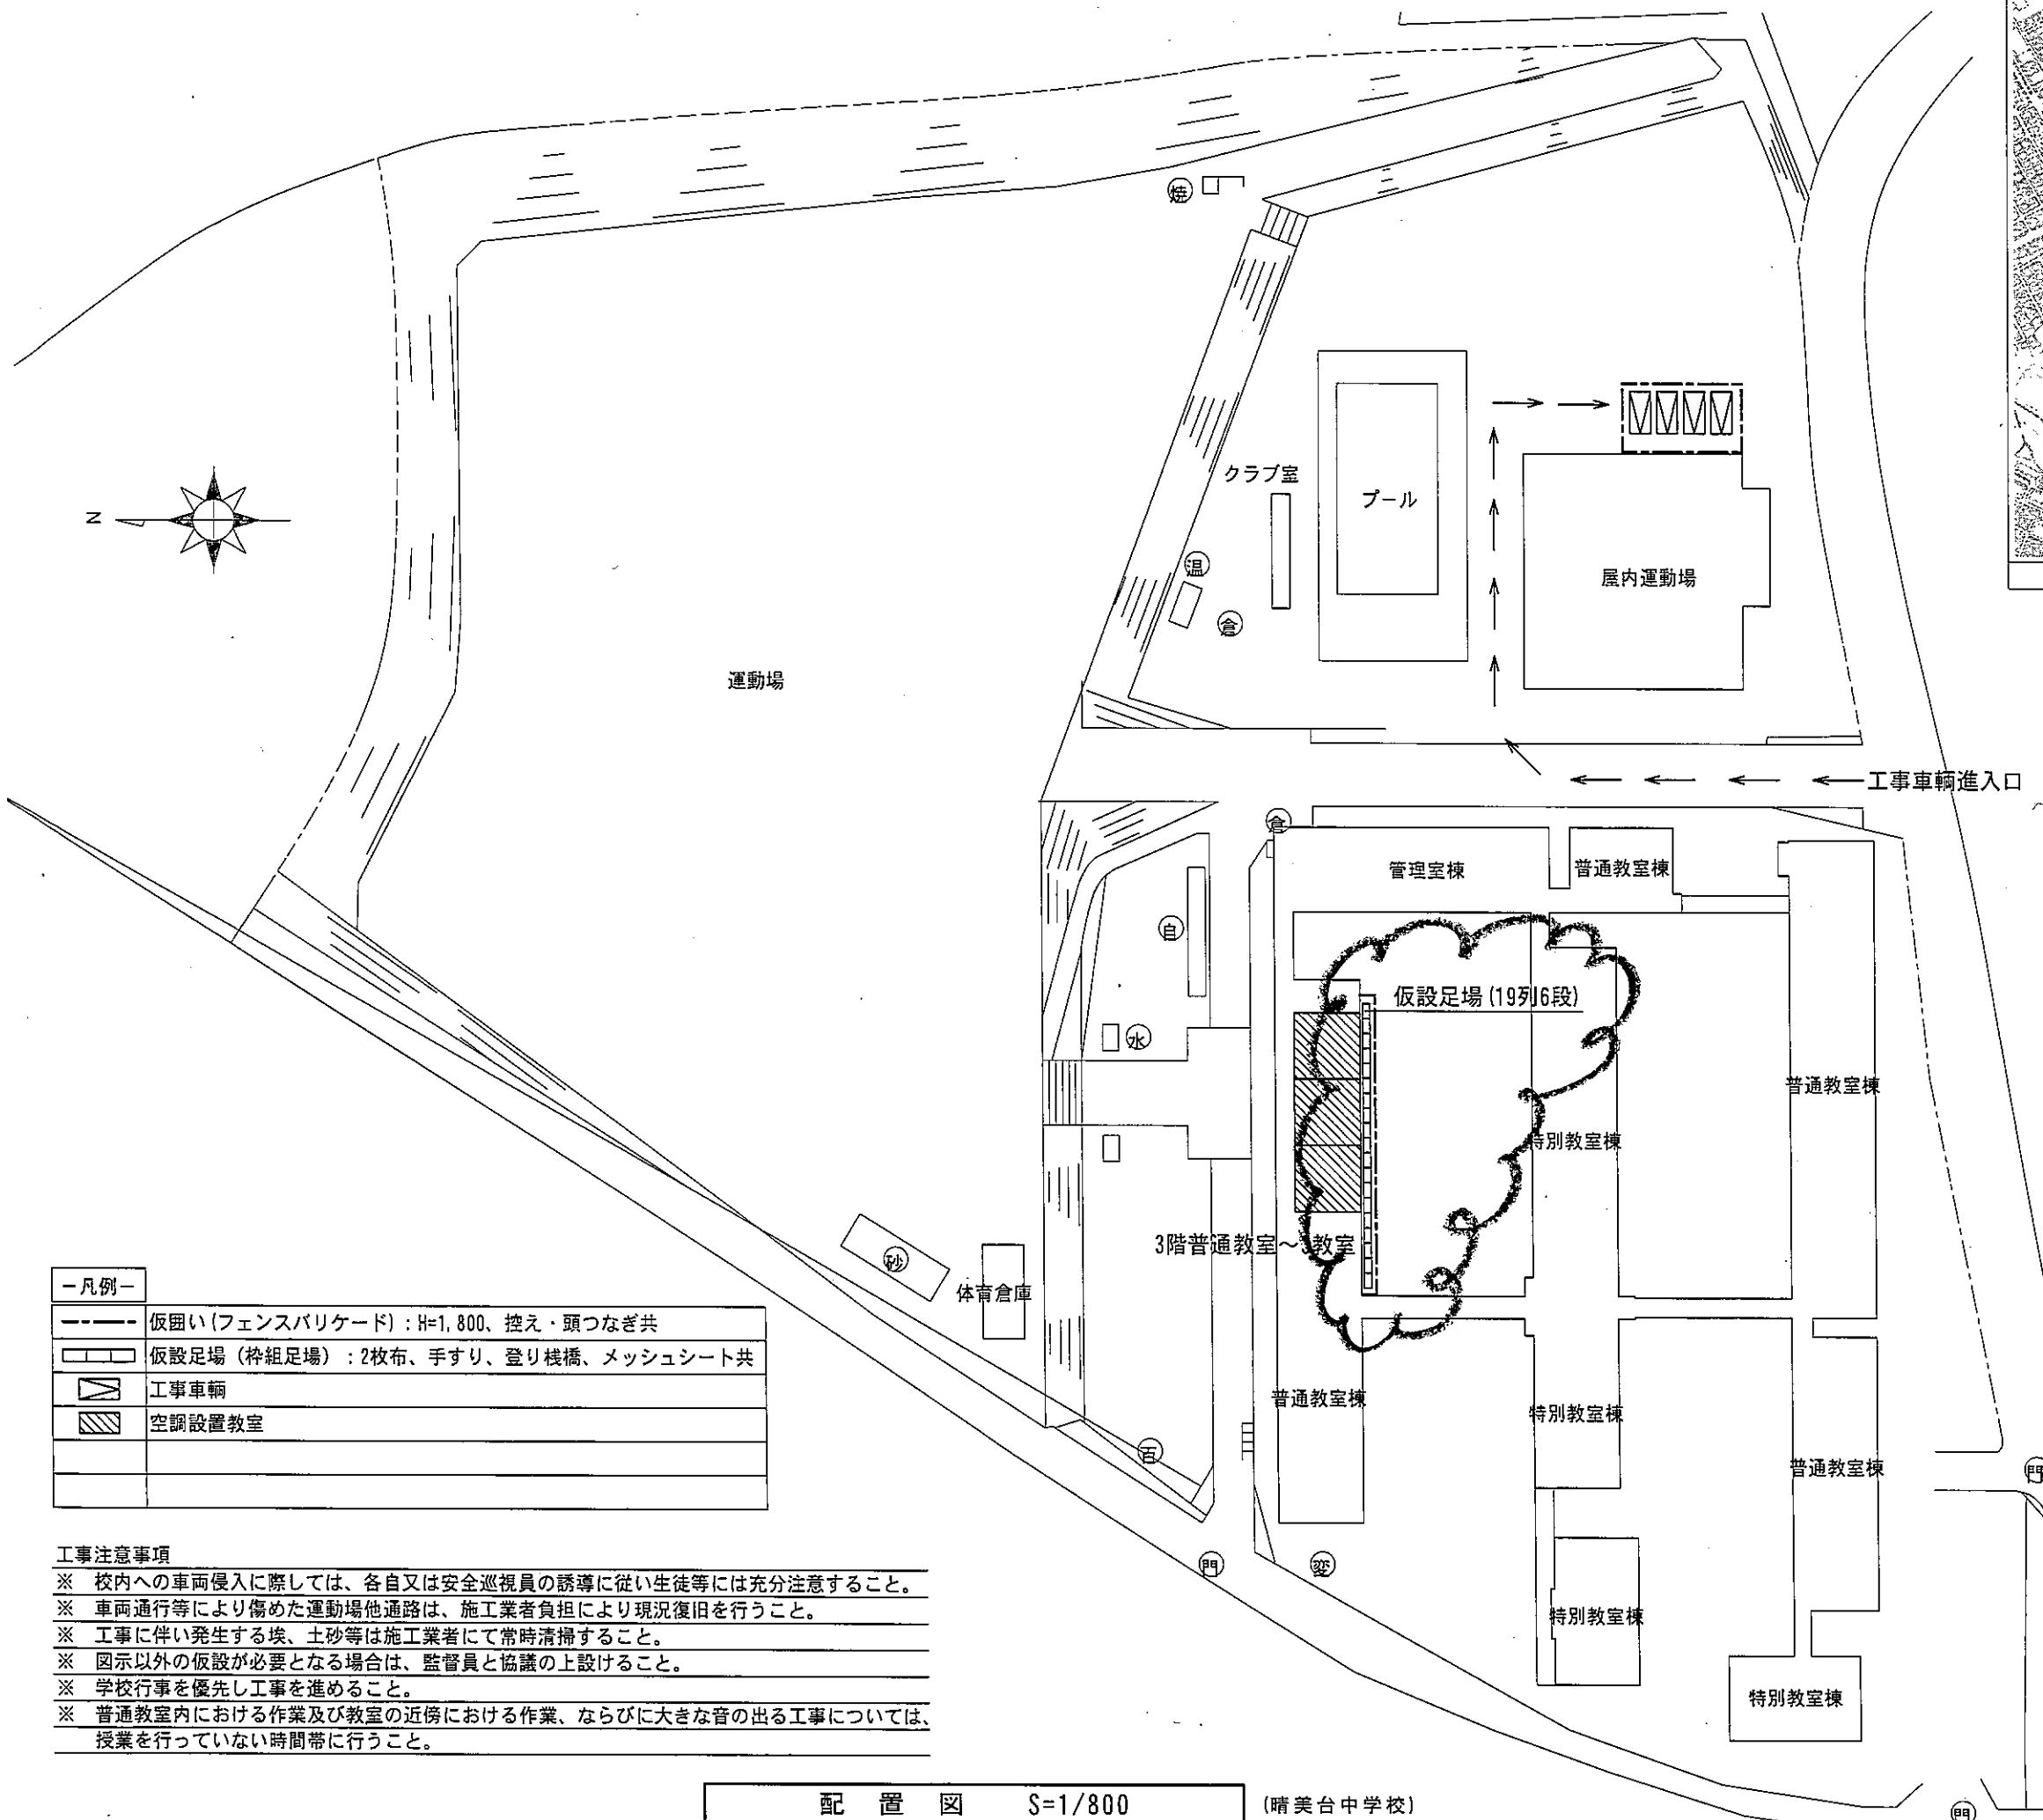 焼
クラブ室
プール
N
温
屋内運動場
倉
運動場
工事車輌進入口
倉
管理室棟
普通教室棟
自
仮設足場(19列6段)
水
普通教室棟
特別教室棟
3階普通教室~3教室
砂
体育倉庫
-凡例-
仮囲い(フェンスバリケード):H=1,800、控え・頭つなぎ共
仮設足場(枠組足場):2枚布、手すり、登り桟橋、メッシュシート共
工事車輌
空調設置教室
普通教室棟
特別教室棟
百
普通教室棟
門
門
変
特別教室棟
特別教室棟
工事注意事項
※ 校内への車両侵入に際しては、各自又は安全巡視員の誘導に従い生徒等には充分注意すること。
※ 車両通行等により傷めた運動場他通路は、施工業者負担により現況復旧を行うこと。
※ 工事に伴い発生する埃、土砂等は施工業者にて常時清掃すること。
※ 図示以外の仮設が必要となる場合は、監督員と協議の上設けること。
※ 学校行事を優先し工事を進めること。
※ 普通教室内における作業及び教室の近傍における作業、ならびに大きな音の出る工事については、
授業を行っていない時間帯に行うこと。
配置図 S=1/800
(晴美台中学校)
門